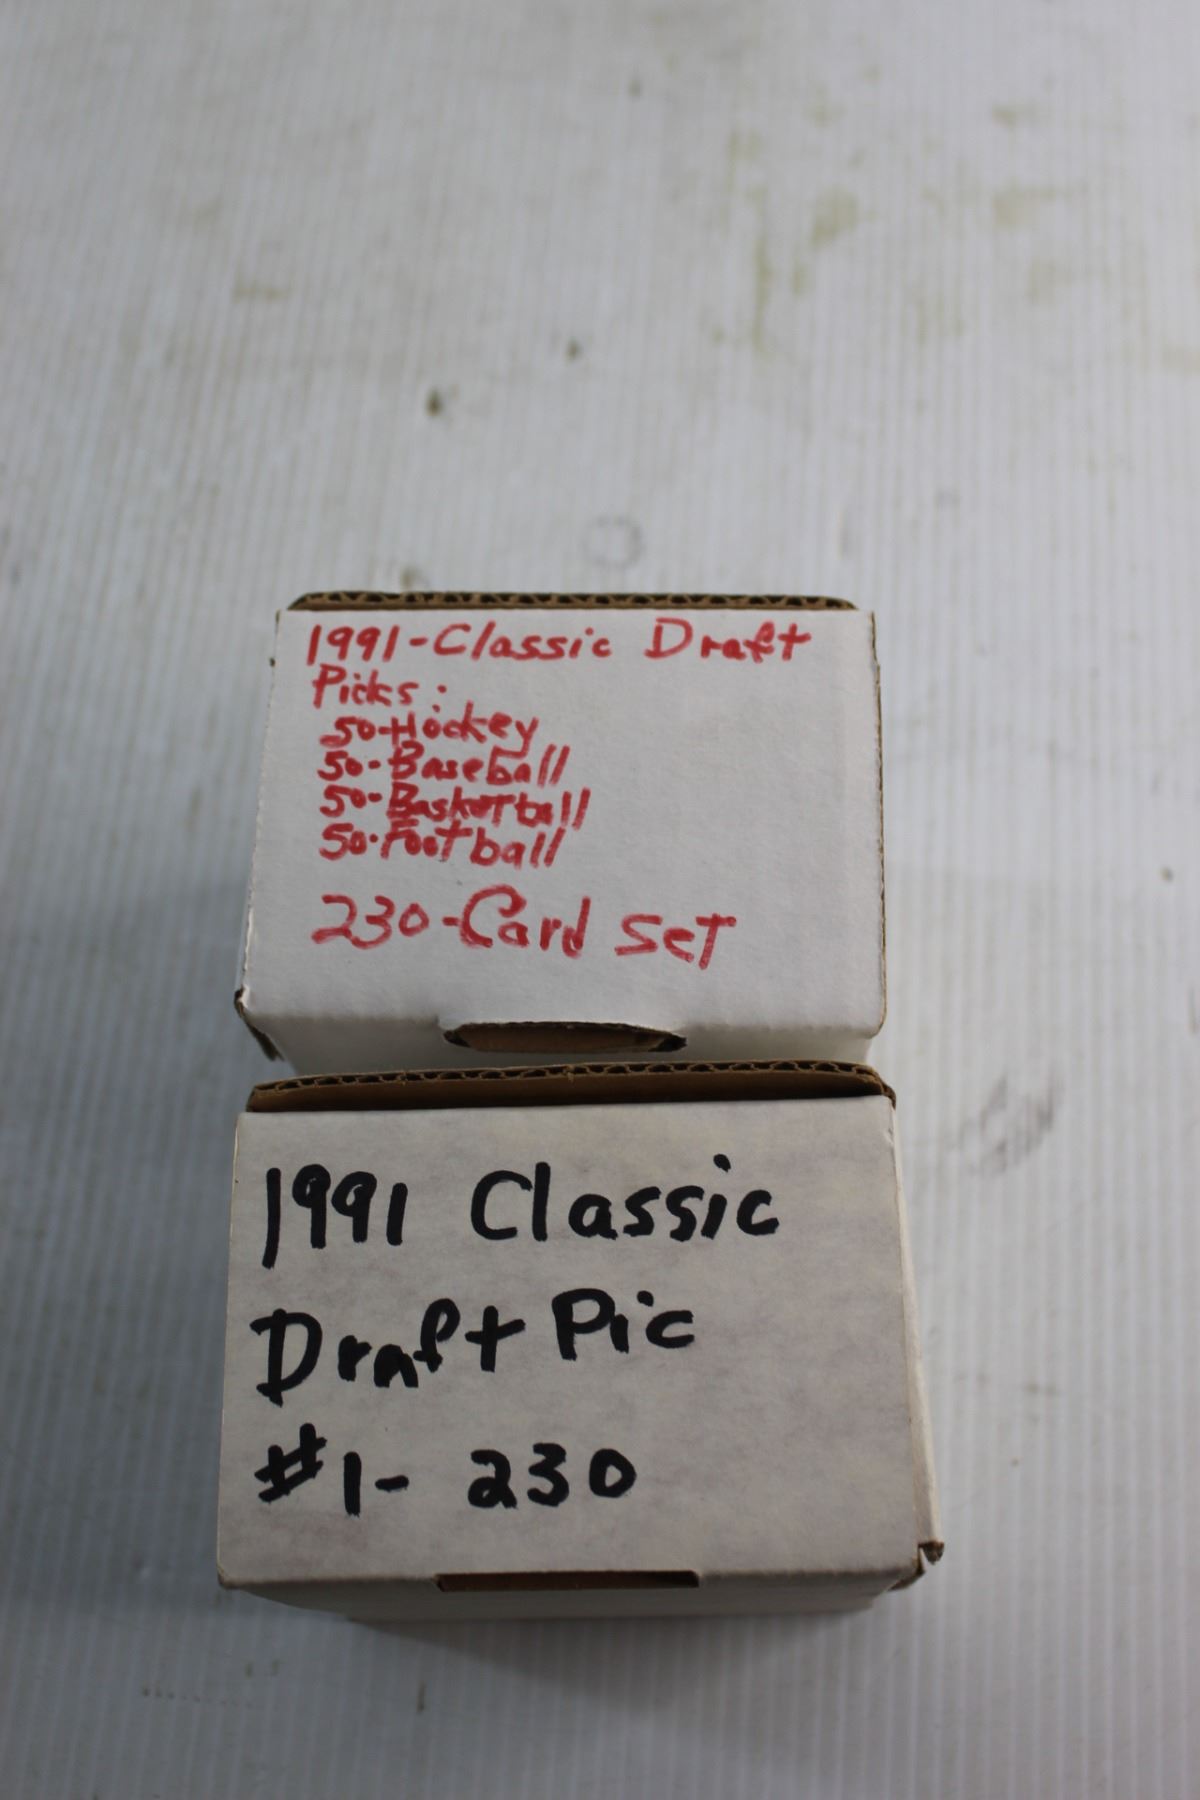 1991-Classic Draft
Picks:
50-Hockey
50-Baseball
50-Basketball
50-Football
230-Card Set
1991 Classic
Draft Pic
#1- 230